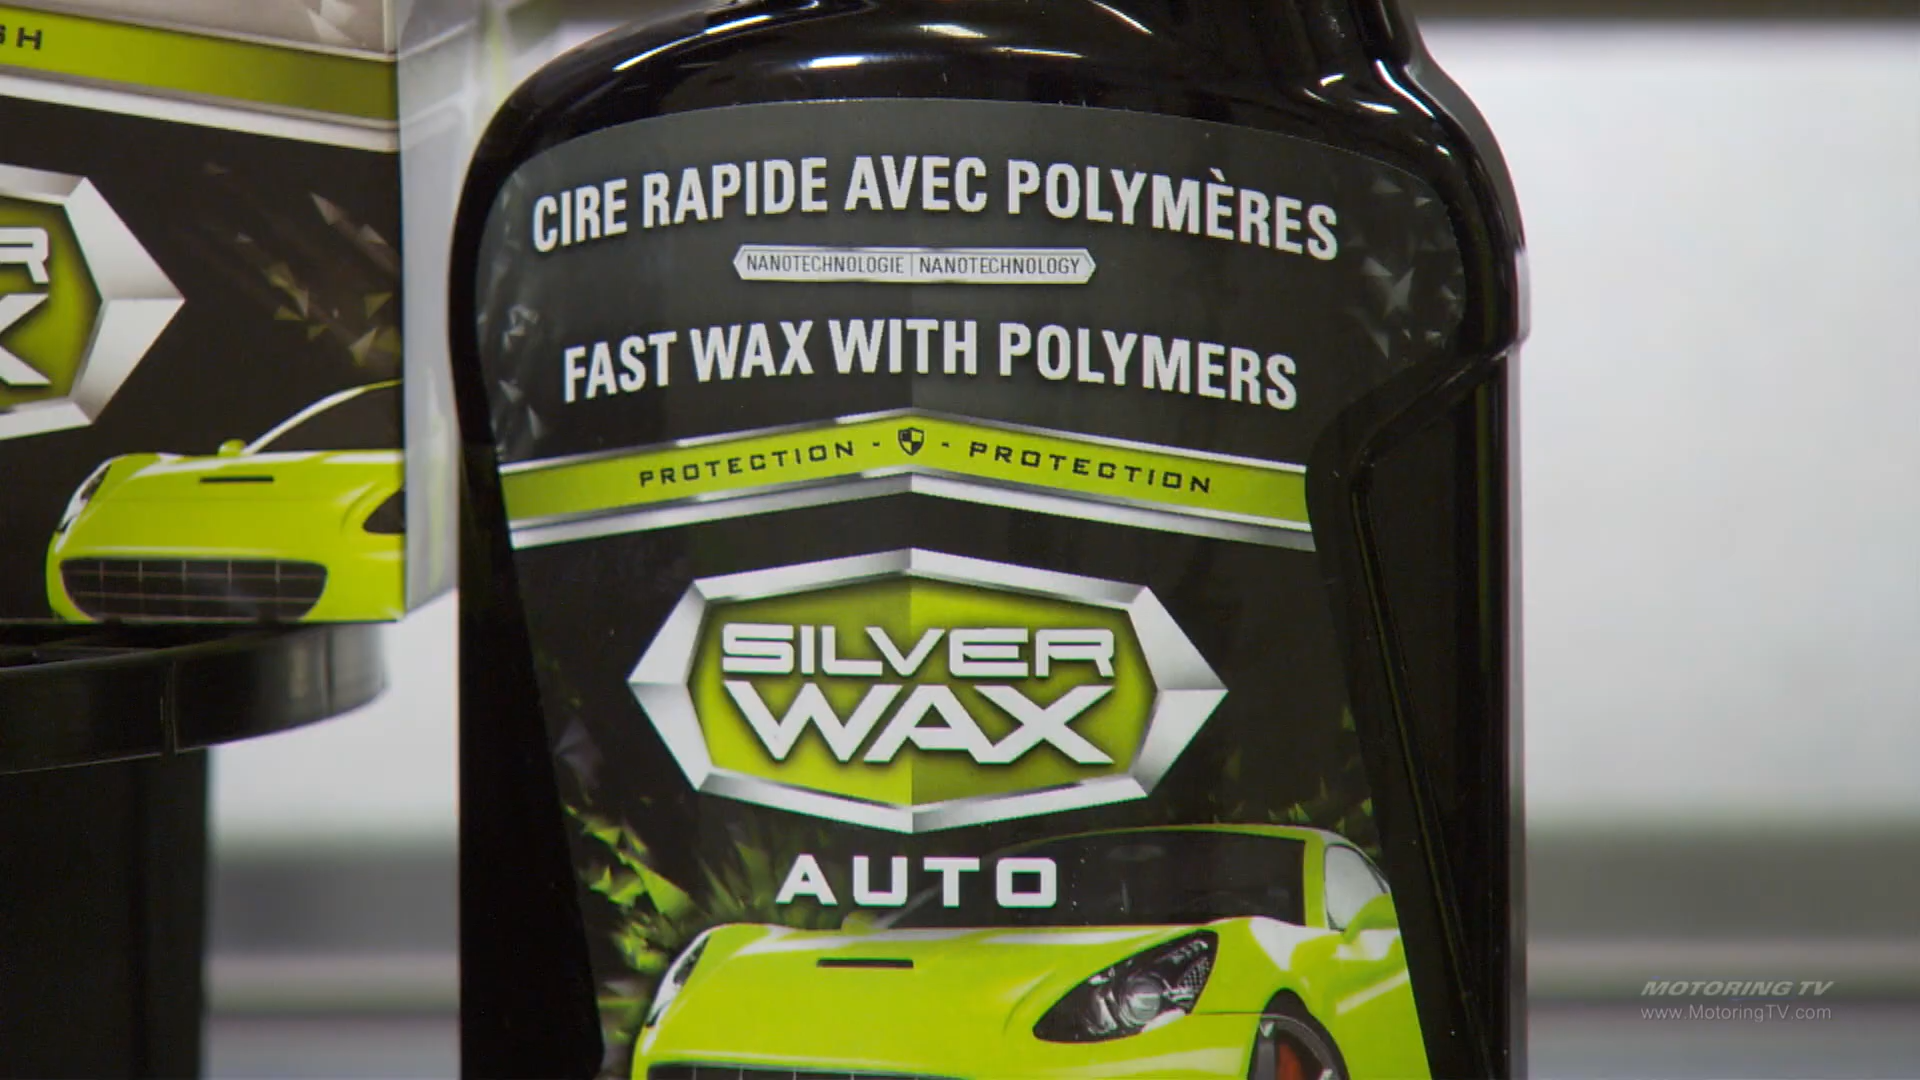 CIRE RAPIDE AVEC POLYMÈRES
NANOTECHNOLOGIE | NANOTECHNOLOGY
FAST WAX WITH POLYMERS
PROTECTION - - PROTECTION
SILVER
WAX
AUTO
MOTORING TV
www.MotoringTV.com